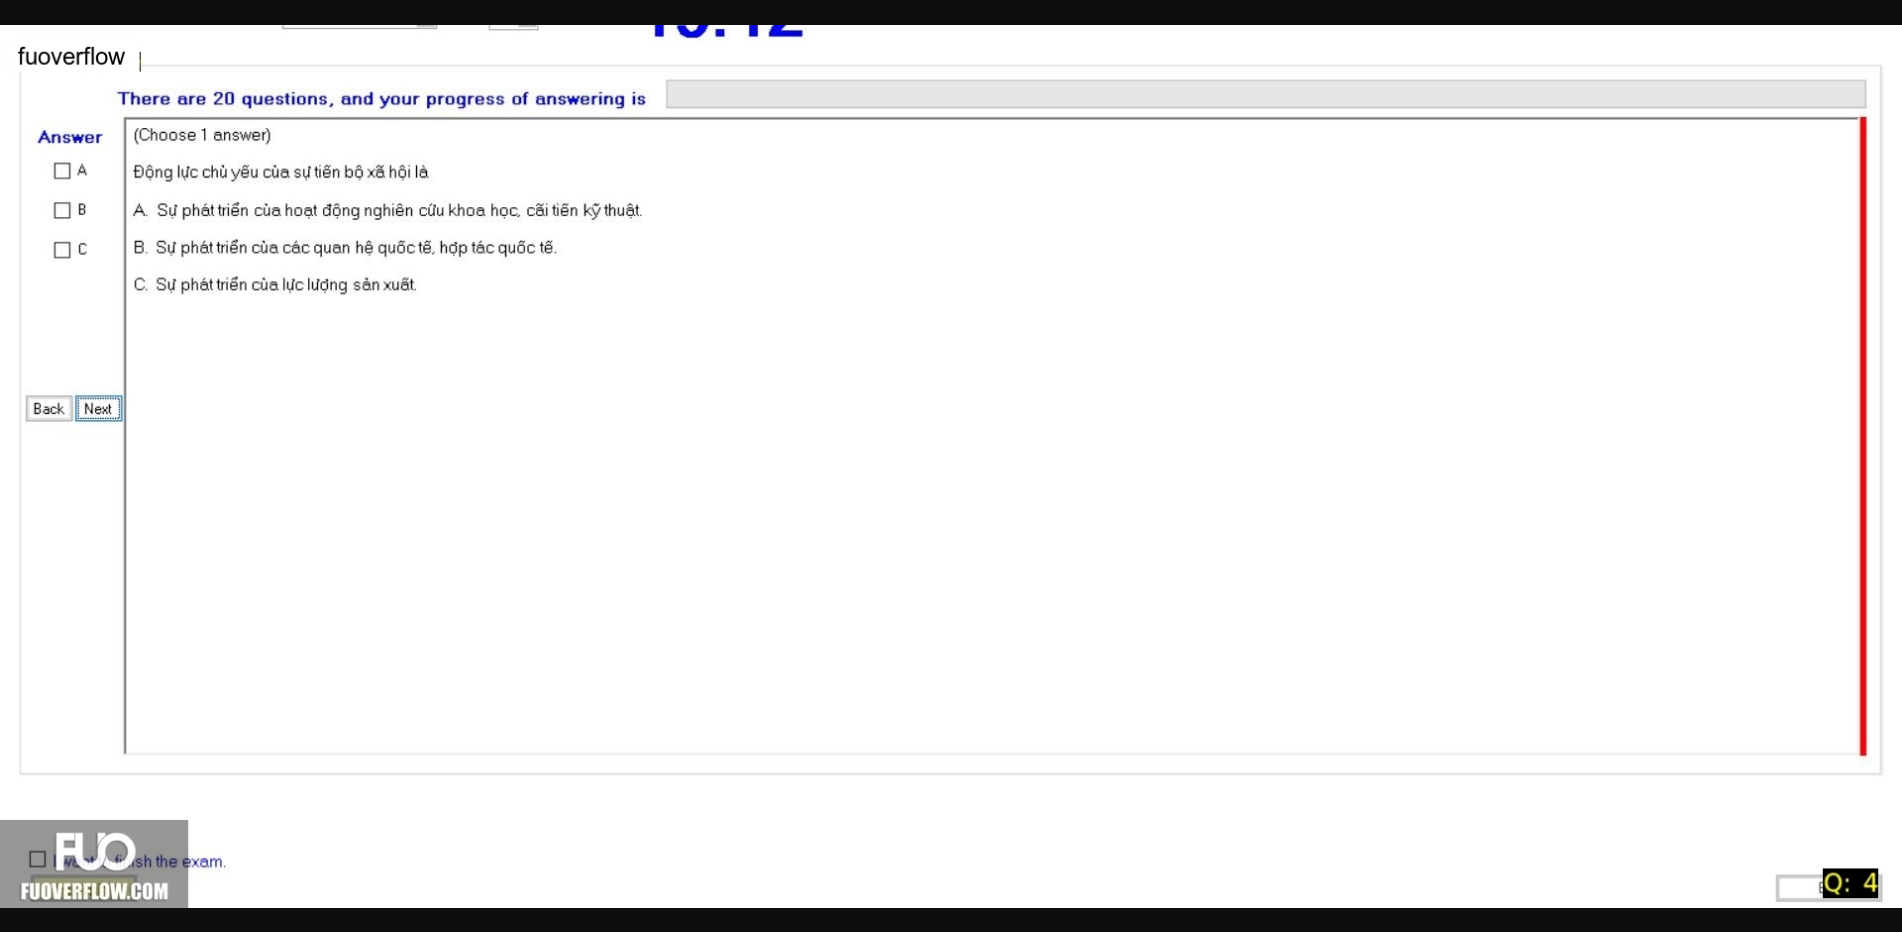 fuoverflow
There are 20 questions, and your progress of answering is
Answer
(Choose 1 answer)
A
Động lực chủ yếu của sự tiến bộ xã hội là
B
A. Sự phát triển của hoạt động nghiên cứu khoa học, cãi tiến kỹ thuật.
C
B. Sự phát triển của các quan hệ quốc tế, hợp tác quốc tế.
C. Sự phát triển của lực lượng sản xuất.
Back Next
FUO
I want finish the exam.
FUOVERFLOW.COM
Q: 4